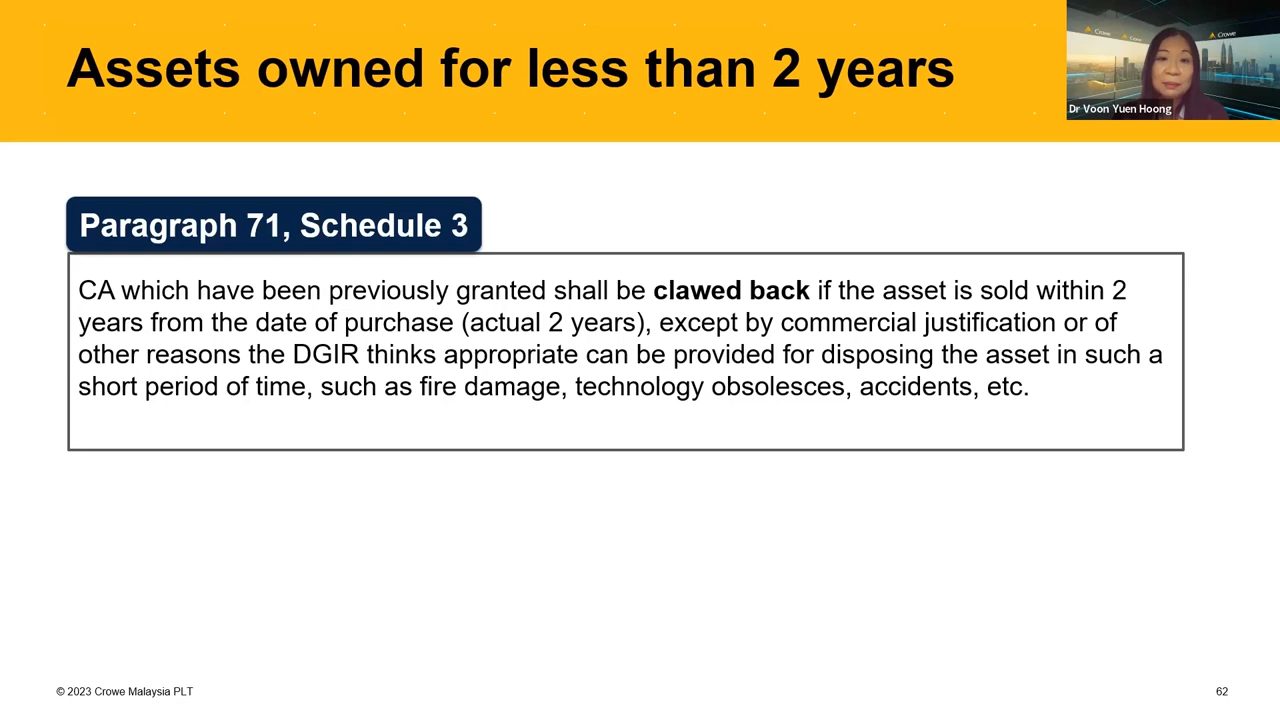 Assets owned for less than 2 years
Crowe
Crowe
Crowe
Dr Voon Yuen Hoong
Paragraph 71, Schedule 3
CA which have been previously granted shall be clawed back if the asset is sold within 2
years from the date of purchase (actual 2 years), except by commercial justification or of
other reasons the DGIR thinks appropriate can be provided for disposing the asset in such a
short period of time, such as fire damage, technology obsolesces, accidents, etc.
© 2023 Crowe Malaysia PLT
62